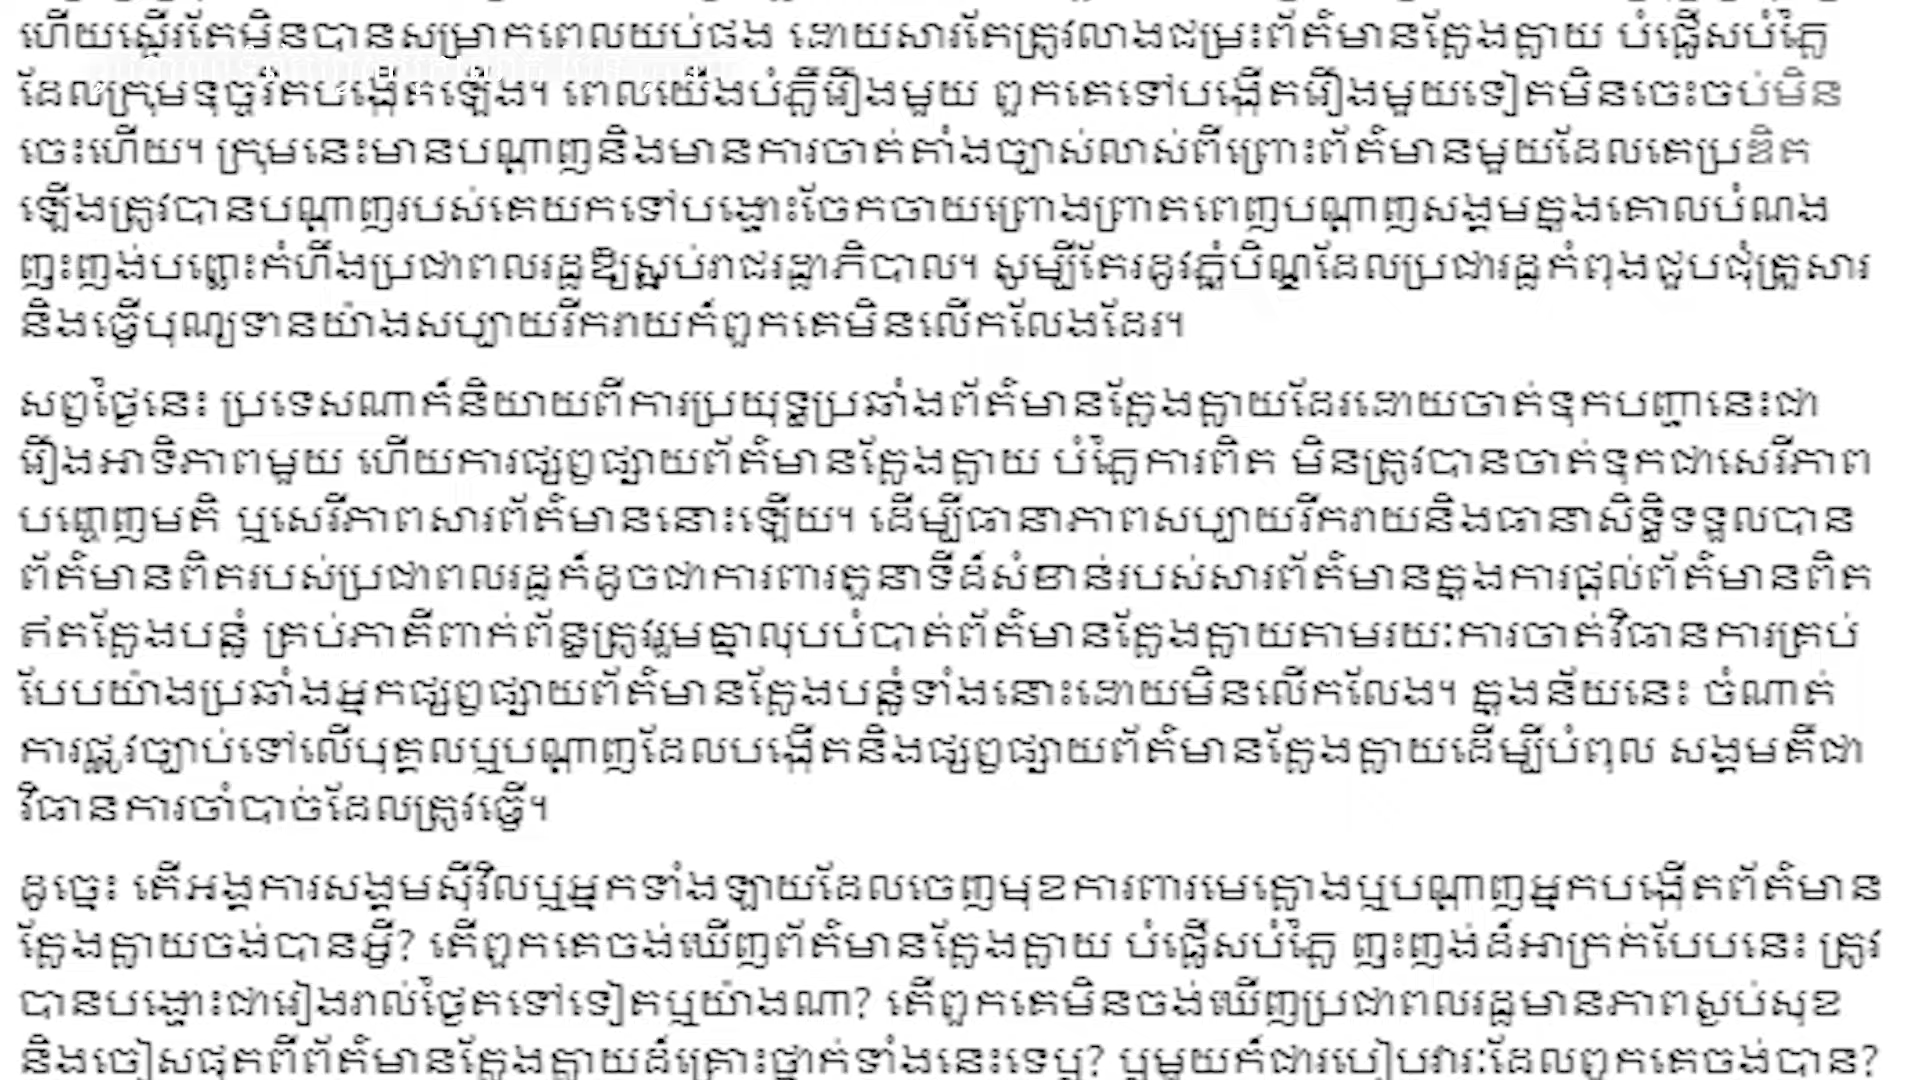 ហើយស្ទើរតែមិនបានសម្រាកពេលយប់ផង ដោយសារតែត្រូវលាងជម្រះព័ត៌មានក្លែងក្លាយ បំផ្លើសបំភ្លៃ
ដែលក្រុមទុច្ចរិតបង្កើតឡើង។ ពេលយើងបំភ្លឺរឿងមួយ ពួកគេទៅបង្កើតរឿងមួយទៀតមិនចេះចប់មិន
ចេះហើយ។ ក្រុមនេះមានបណ្តាញនិងមានការចាត់តាំងច្បាស់លាស់ពីព្រោះព័ត៌មានមួយដែលគេប្រឌិត
ឡើងត្រូវបានបណ្តាញរបស់គេយកទៅបង្ហោះចែកចាយព្រោងព្រាតពេញបណ្តាញសង្គមក្នុងគោលបំណង
ញុះញង់បញ្ឆេះកំហឹងប្រជាពលរដ្ឋឱ្យស្អប់រាជរដ្ឋាភិបាល។ សូម្បីតែរដូវភ្ជុំបិណ្ឌដែលប្រជារដ្ឋកំពុងជួបជុំគ្រួសារ
និងធ្វើបុណ្យទានយ៉ាងសប្បាយរីករាយក៏ពួកគេមិនលើកលែងដែរ។
សព្វថ្ងៃនេះ ប្រទេសណាក៏និយាយពីការប្រយុទ្ធប្រឆាំងព័ត៌មានក្លែងក្លាយដែរដោយចាត់ទុកបញ្ហានេះជា
រឿងអាទិភាពមួយ ហើយការផ្សព្វផ្សាយព័ត៌មានក្លែងក្លាយ បំភ្លៃការពិត មិនត្រូវបានចាត់ទុកជាសេរីភាព
បញ្ចេញមតិ ឬសេរីភាពសារព័ត៌មាននោះឡើយ។ ដើម្បីធានាភាពសប្បាយរីករាយនិងធានាសិទ្ធិទទួលបាន
ព័ត៌មានពិតរបស់ប្រជាពលរដ្ឋក៏ដូចជាការពារតួនាទីដ៏សំខាន់របស់សារព័ត៌មានក្នុងការផ្តល់ព័ត៌មានពិត
ឥតក្លែងបន្លំ គ្រប់ភាគីពាក់ព័ន្ធត្រូវរួមគ្នាលុបបំបាត់ព័ត៌មានក្លែងក្លាយតាមរយៈការចាត់វិធានការគ្រប់
បែបយ៉ាងប្រឆាំងអ្នកផ្សព្វផ្សាយព័ត៌មានក្លែងបន្លំទាំងនោះដោយមិនលើកលែង។ ក្នុងន័យនេះ ចំណាត់
ការផ្លូវច្បាប់ទៅលើបុគ្គលឬបណ្តាញដែលបង្កើតនិងផ្សព្វផ្សាយព័ត៌មានក្លែងក្លាយដើម្បីបំពុល សង្គមគឺជា
វិធានការចាំបាច់ដែលត្រូវធ្វើ។
ដូច្នេះ តើអង្គការសង្គមស៊ីវិលឬអ្នកទាំងឡាយដែលចេញមុខការពារមេក្លោងឬបណ្តាញអ្នកបង្កើតព័ត៌មាន
ក្លែងក្លាយចង់បានអ្វី? តើពួកគេចង់ឃើញព័ត៌មានក្លែងក្លាយ បំផ្លើសបំភ្លៃ ញុះញង់ដ៏អាក្រក់បែបនេះ ត្រូវ
បានបង្ហោះជារៀងរាល់ថ្ងៃតទៅទៀតឬយ៉ាងណា? តើពួកគេមិនចង់ឃើញប្រជាពលរដ្ឋមានភាពស្ងប់សុខ
និងចៀសផុតពីព័ត៌មានក្លែងក្លាយដ៏គ្រោះថ្នាក់ទាំងនេះទេឬ? ឬមួយក៏ជារបៀបវារៈដែលពួកគេចង់បាន?